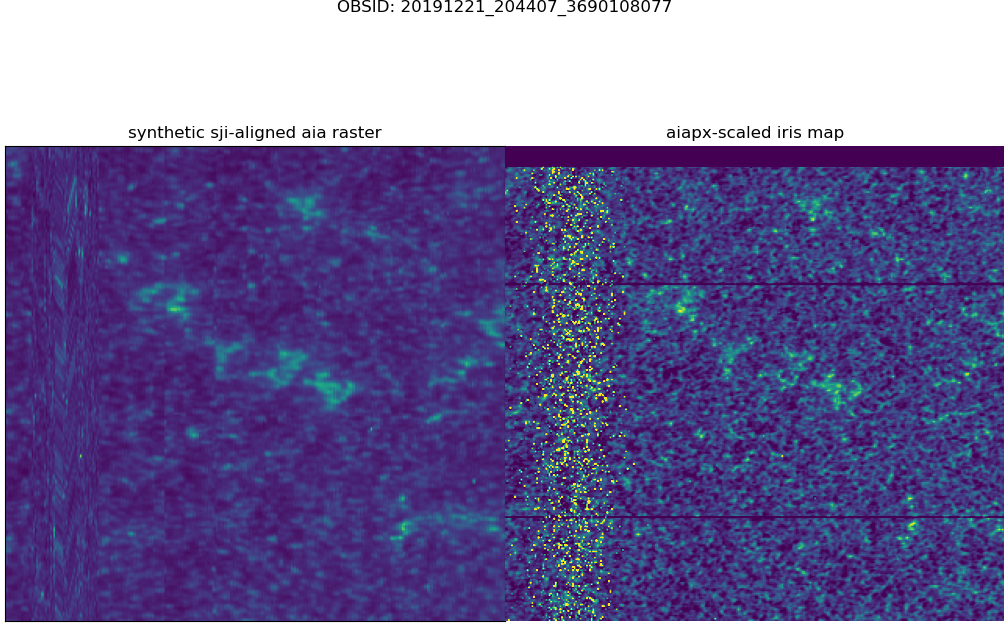 OBSID: 20191221_204407_3690108077
synthetic sji-aligned aia raster
aiapx-scaled iris map